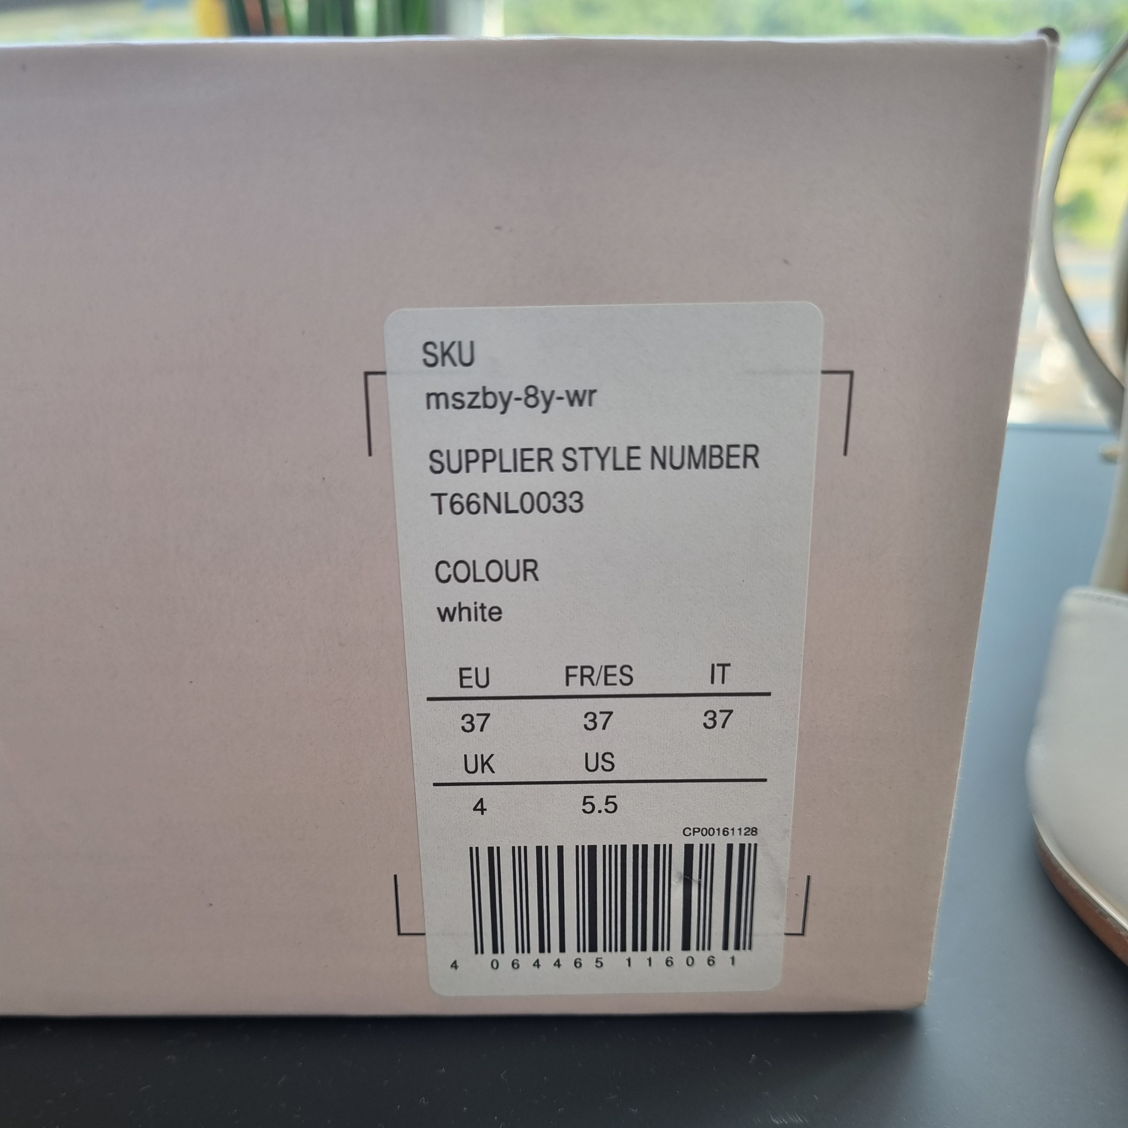 SKU
mszby-8y-wr
SUPPLIER STYLE NUMBER
T66NL0033
COLOUR
white
EU FR/ES IT
37 37 37
UK US
4 5.5
CP00161128
4 064465 116061